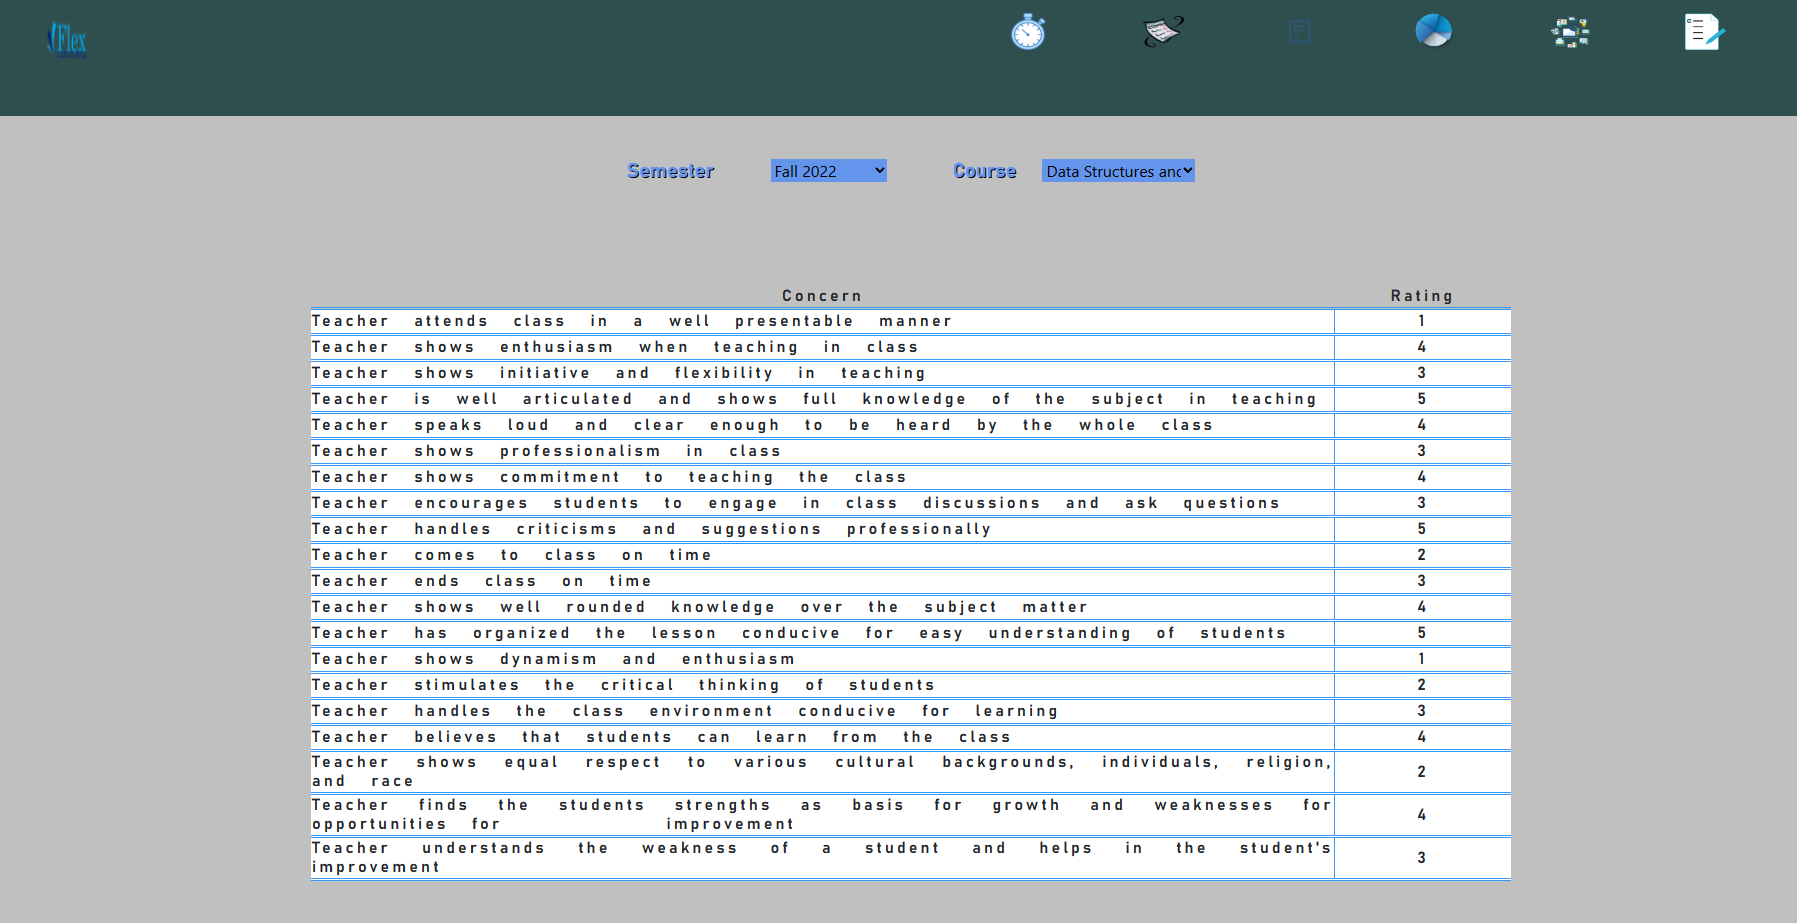 Flex
Semester
Fall 2022
Course
Data Structures anc
Concern Rating
Teacher attends class in a well presentable manner 1
Teacher shows enthusiasm when teaching in class 4
Teacher shows initiative and flexibility in teaching 3
Teacher is well articulated and shows full knowledge of the subject in teaching 5
Teacher speaks loud and clear enough to be heard by the whole class 4
Teacher shows professionalism in class 3
Teacher shows commitment to teaching the class 4
Teacher encourages students to engage in class discussions and ask questions 3
Teacher handles criticisms and suggestions professionally 5
Teacher comes to class on time 2
Teacher ends class on time 3
Teacher shows well rounded knowledge over the subject matter 4
Teacher has organized the lesson conducive for easy understanding of students 5
Teacher shows dynamism and enthusiasm 1
Teacher stimulates the critical thinking of students 2
Teacher handles the class environment conducive for learning 3
Teacher believes that students can learn from the class 4
Teacher shows equal respect to various cultural backgrounds, individuals, religion,
and race 2
Teacher finds the students strengths as basis for growth and weaknesses for
opportunities for improvement 4
Teacher understands the weakness of a student and helps in the student's
improvement 3